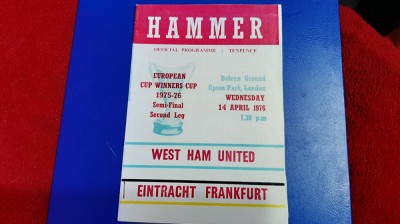 HAMMER
OFFICIAL PROGRAMME : TENPENCE
EUROPEAN
CUP WINNERS CUP
1975-76
Semi-Final
Second Leg
Boleyn Ground
Upton Park, London
WEDNESDAY
14 APRIL 1976
7.30 p.m
WEST HAM UNITED
EINTRACHT FRANKFURT